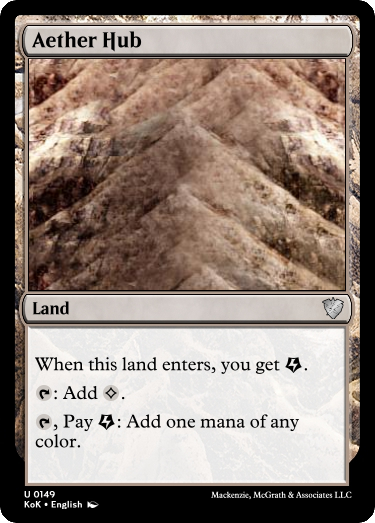 Aether Hub
Land
When this land enters, you get ⚡.
: Add .
, Pay ⚡: Add one mana of any
color.
U 0149
KoK • English
Mackenzie, McGrath & Associates LLC